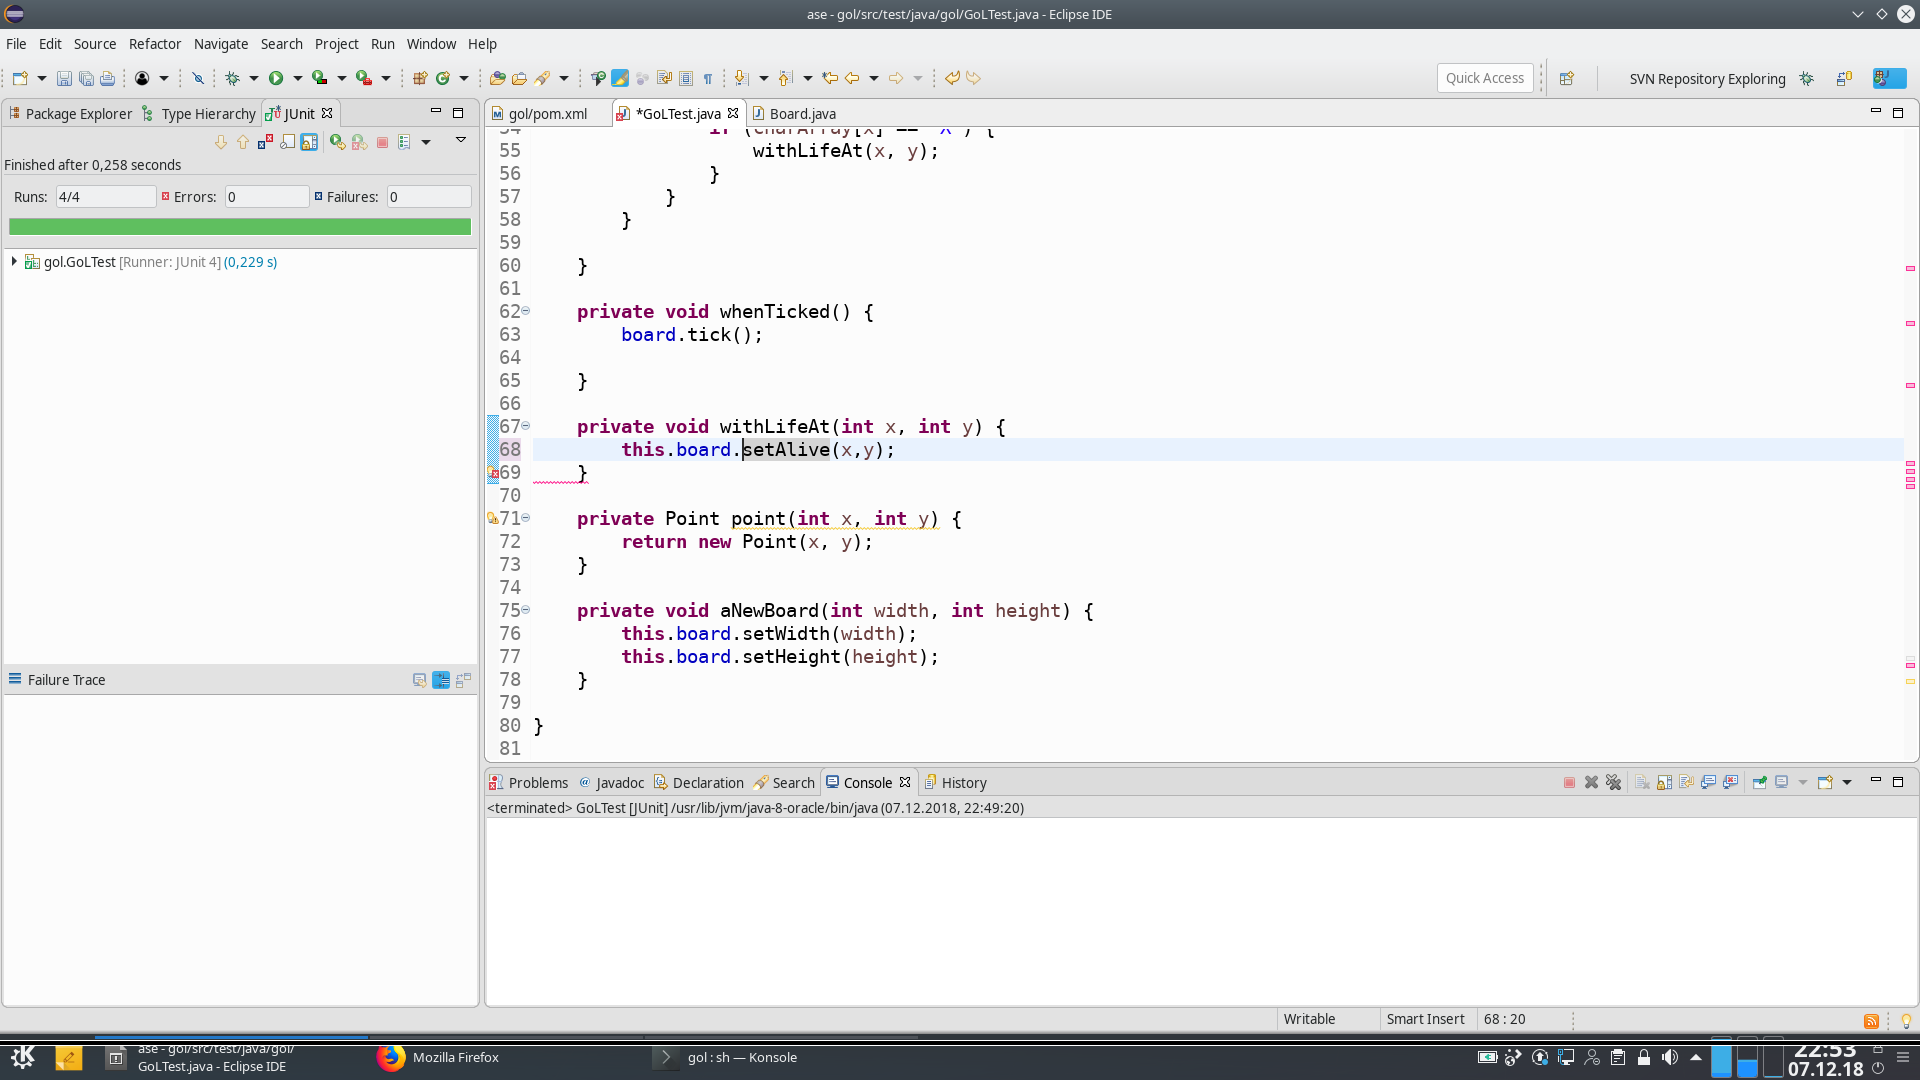 ase - gol/src/test/java/gol/GoLTest.java - Eclipse IDE
File Edit Source Refactor Navigate Search Project Run Window Help
Quick Access
SVN Repository Exploring
Package Explorer Type Hierarchy JUnit
Finished after 0,258 seconds
Runs: 4/4 Errors: 0 Failures: 0
gol.GoLTest [Runner: JUnit 4] (0,229 s)
Failure Trace
gol/pom.xml *GoLTest.java Board.java
54 if (charArray[x] == 'X') {
55 withLifeAt(x, y);
56 }
57 }
58 }
59
60 }
61
62 private void whenTicked() {
63 board.tick();
64
65 }
66
67 private void withLifeAt(int x, int y) {
68 this.board.setAlive(x,y);
69 }
70
71 private Point point(int x, int y) {
72 return new Point(x, y);
73 }
74
75 private void aNewBoard(int width, int height) {
76 this.board.setWidth(width);
77 this.board.setHeight(height);
78 }
79
80 }
81
Problems Javadoc Declaration Search Console History
<terminated> GoLTest [JUnit] /usr/lib/jvm/java-8-oracle/bin/java (07.12.2018, 22:49:20)
Writable Smart Insert 68 : 20
ase - gol/src/test/java/gol/
GoLTest.java - Eclipse IDE
Mozilla Firefox
gol : sh — Konsole
22:53
07.12.18